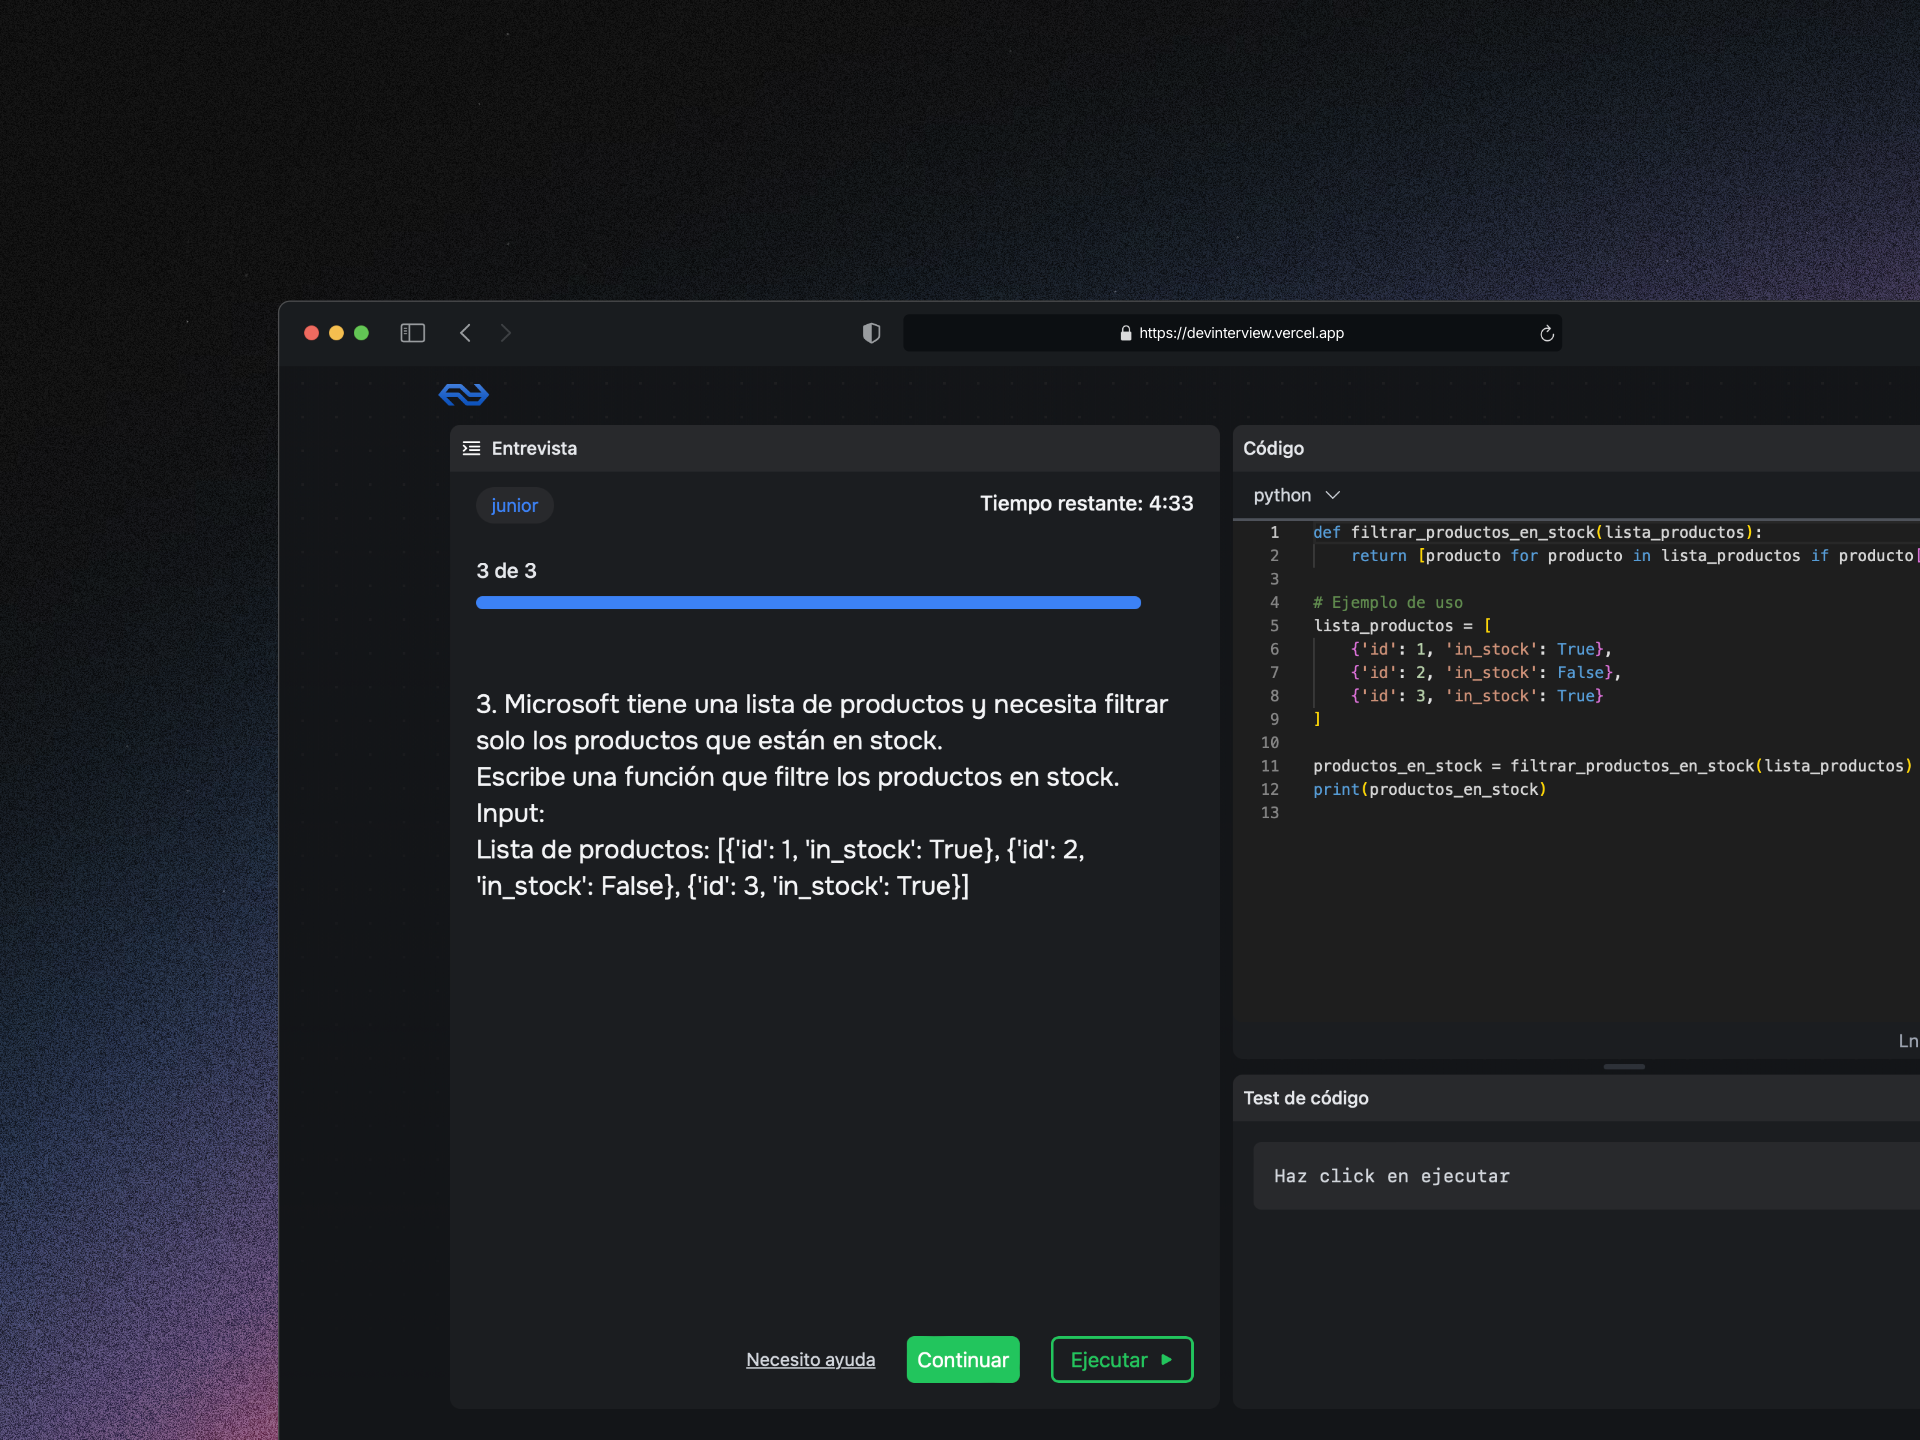 https://devinterview.vercel.app
Entrevista
junior
Tiempo restante: 4:33
3 de 3
3. Microsoft tiene una lista de productos y necesita filtrar
solo los productos que están en stock.
Escribe una función que filtre los productos en stock.
Input:
Lista de productos: [{'id': 1, 'in_stock': True}, {'id': 2,
'in_stock': False}, {'id': 3, 'in_stock': True}]
Necesito ayuda
Continuar
Ejecutar
Código
python
1 def filtrar_productos_en_stock(lista_productos):
2 return [producto for producto in lista_productos if producto[
3
4 # Ejemplo de uso
5 lista_productos = [
6 {'id': 1, 'in_stock': True},
7 {'id': 2, 'in_stock': False},
8 {'id': 3, 'in_stock': True}
9 ]
10
11 productos_en_stock = filtrar_productos_en_stock(lista_productos)
12 print(productos_en_stock)
13
Ln
Test de código
Haz click en ejecutar